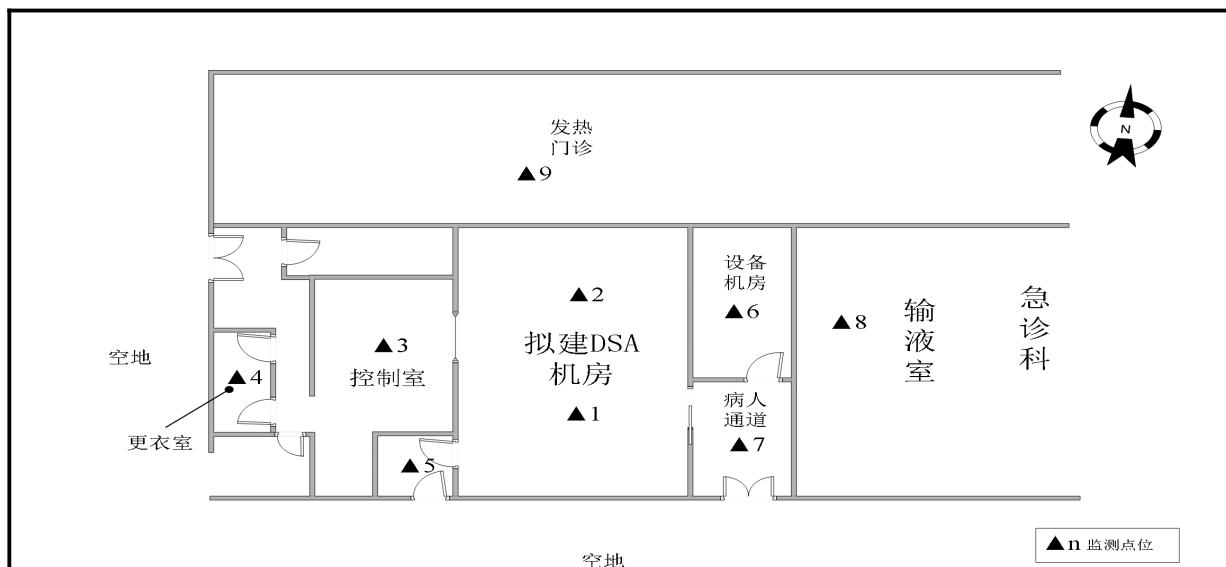 发热
门诊
▲9
N
设备
机房
▲6
▲2
▲8
输液室
急诊科
▲3
控制室
拟建DSA
机房
空地
▲4
更衣室
▲1
病人
通道
▲7
▲5
▲n 监测点位
空地